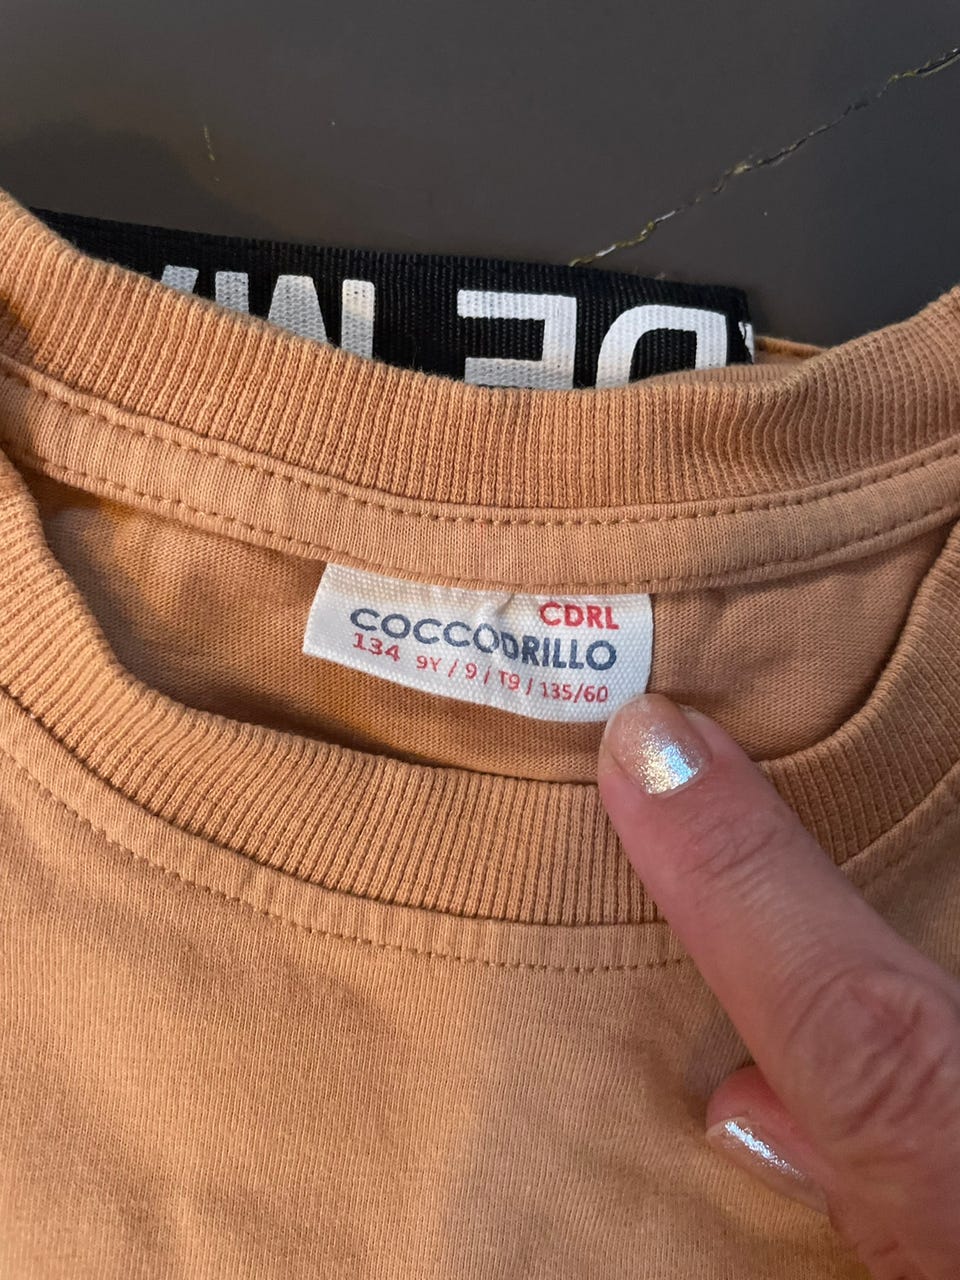 CDRL
COCCODRILLO
134 9Y / 9 / T9 / 135/60